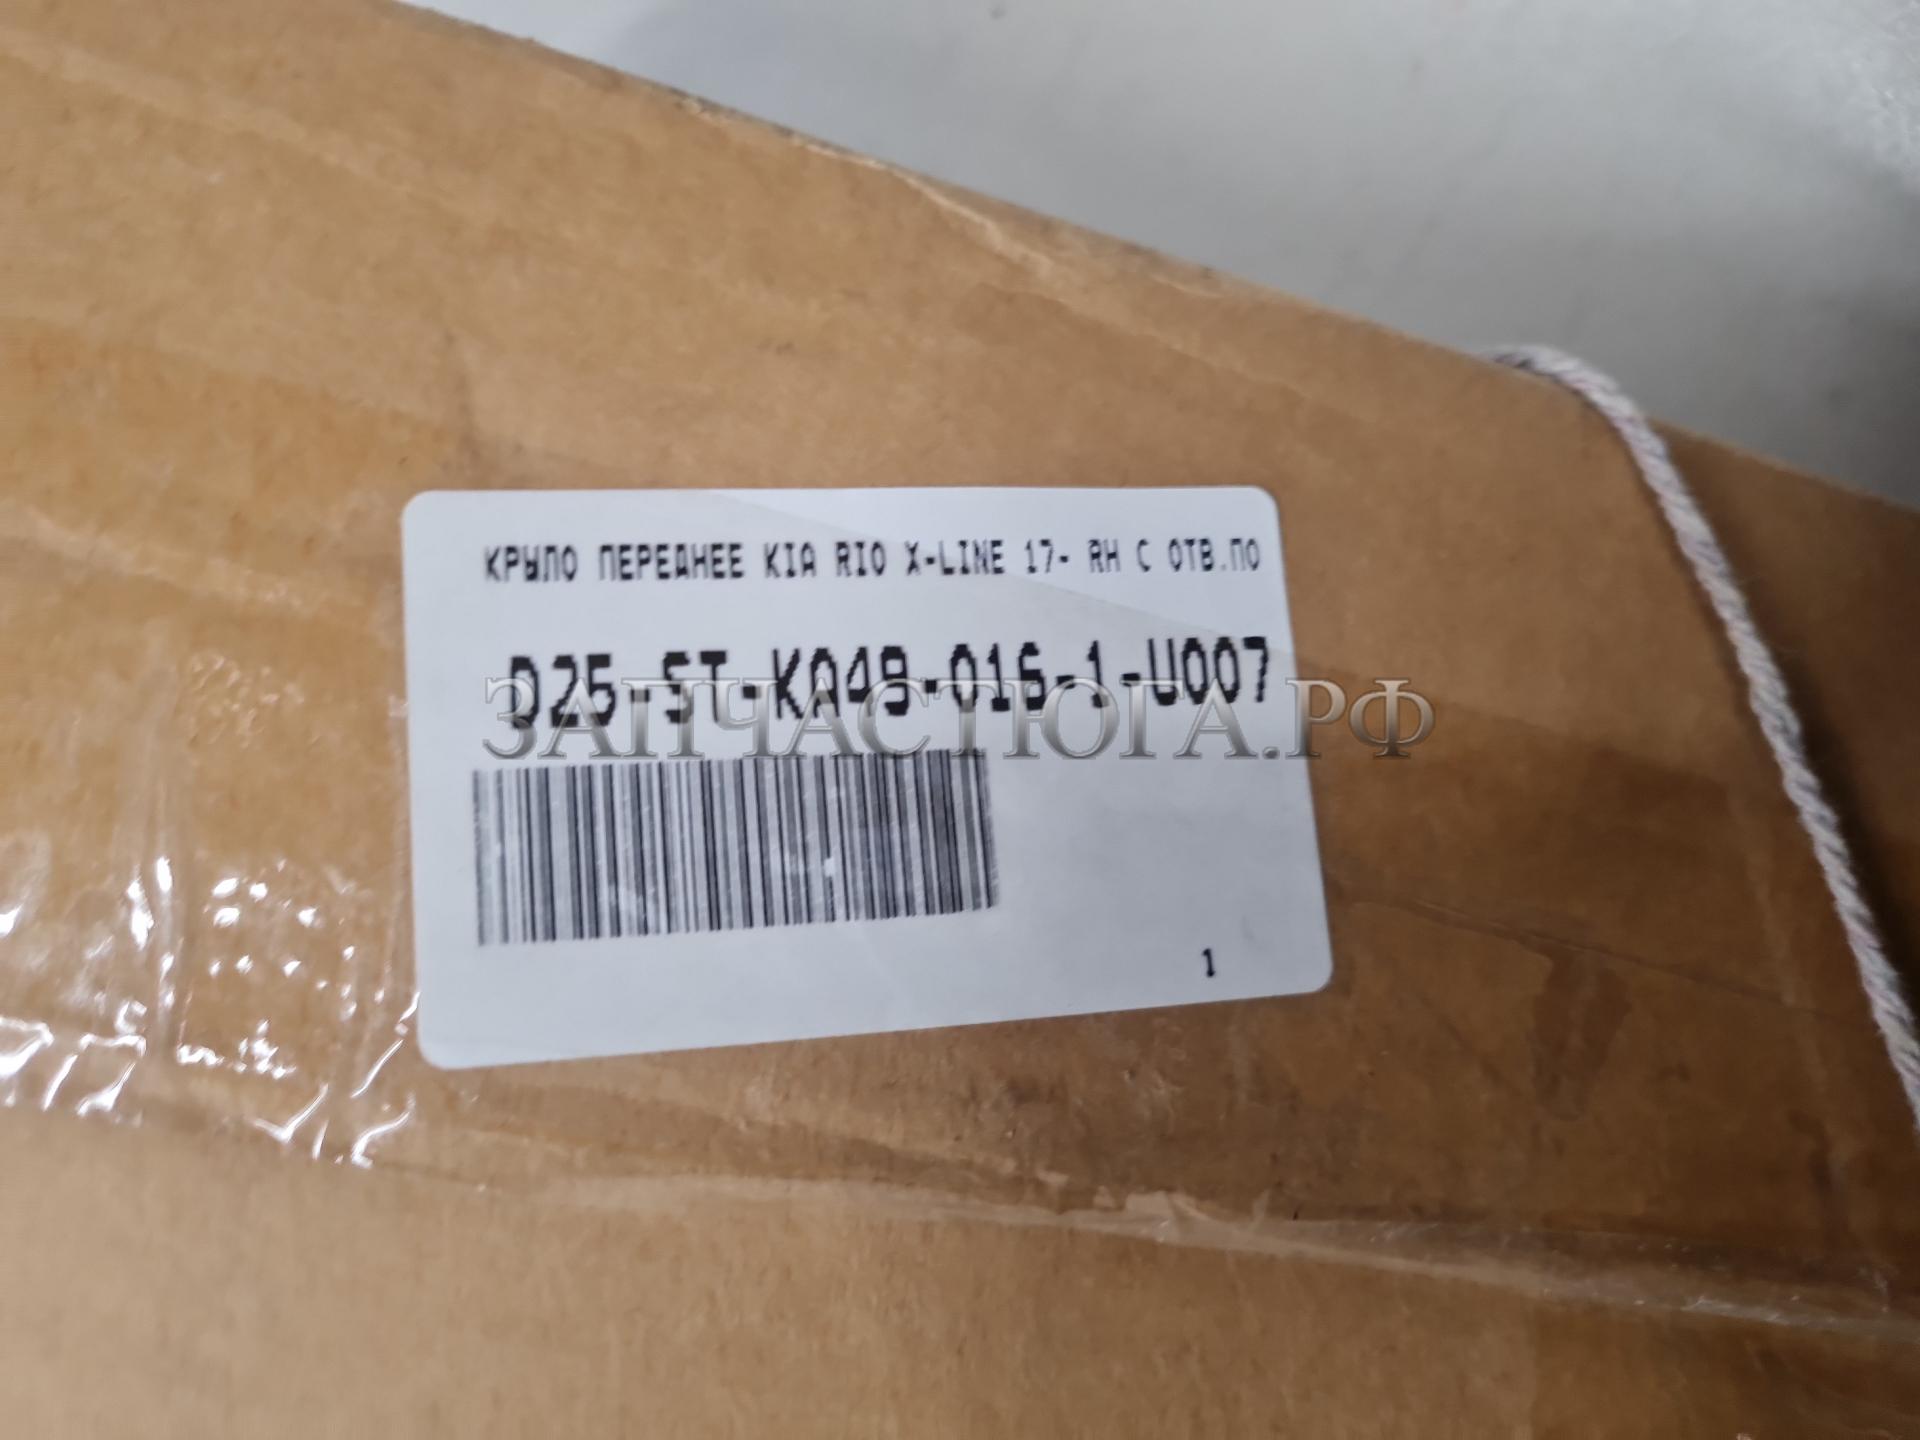 КРЫЛО ПЕРЕДНЕЕ KIA RIO X-LINE 17- RH С ОТВ.ПО
D25-ST-KA49-016-1-U007
ЗАПЧАСТЮГА.РФ
1